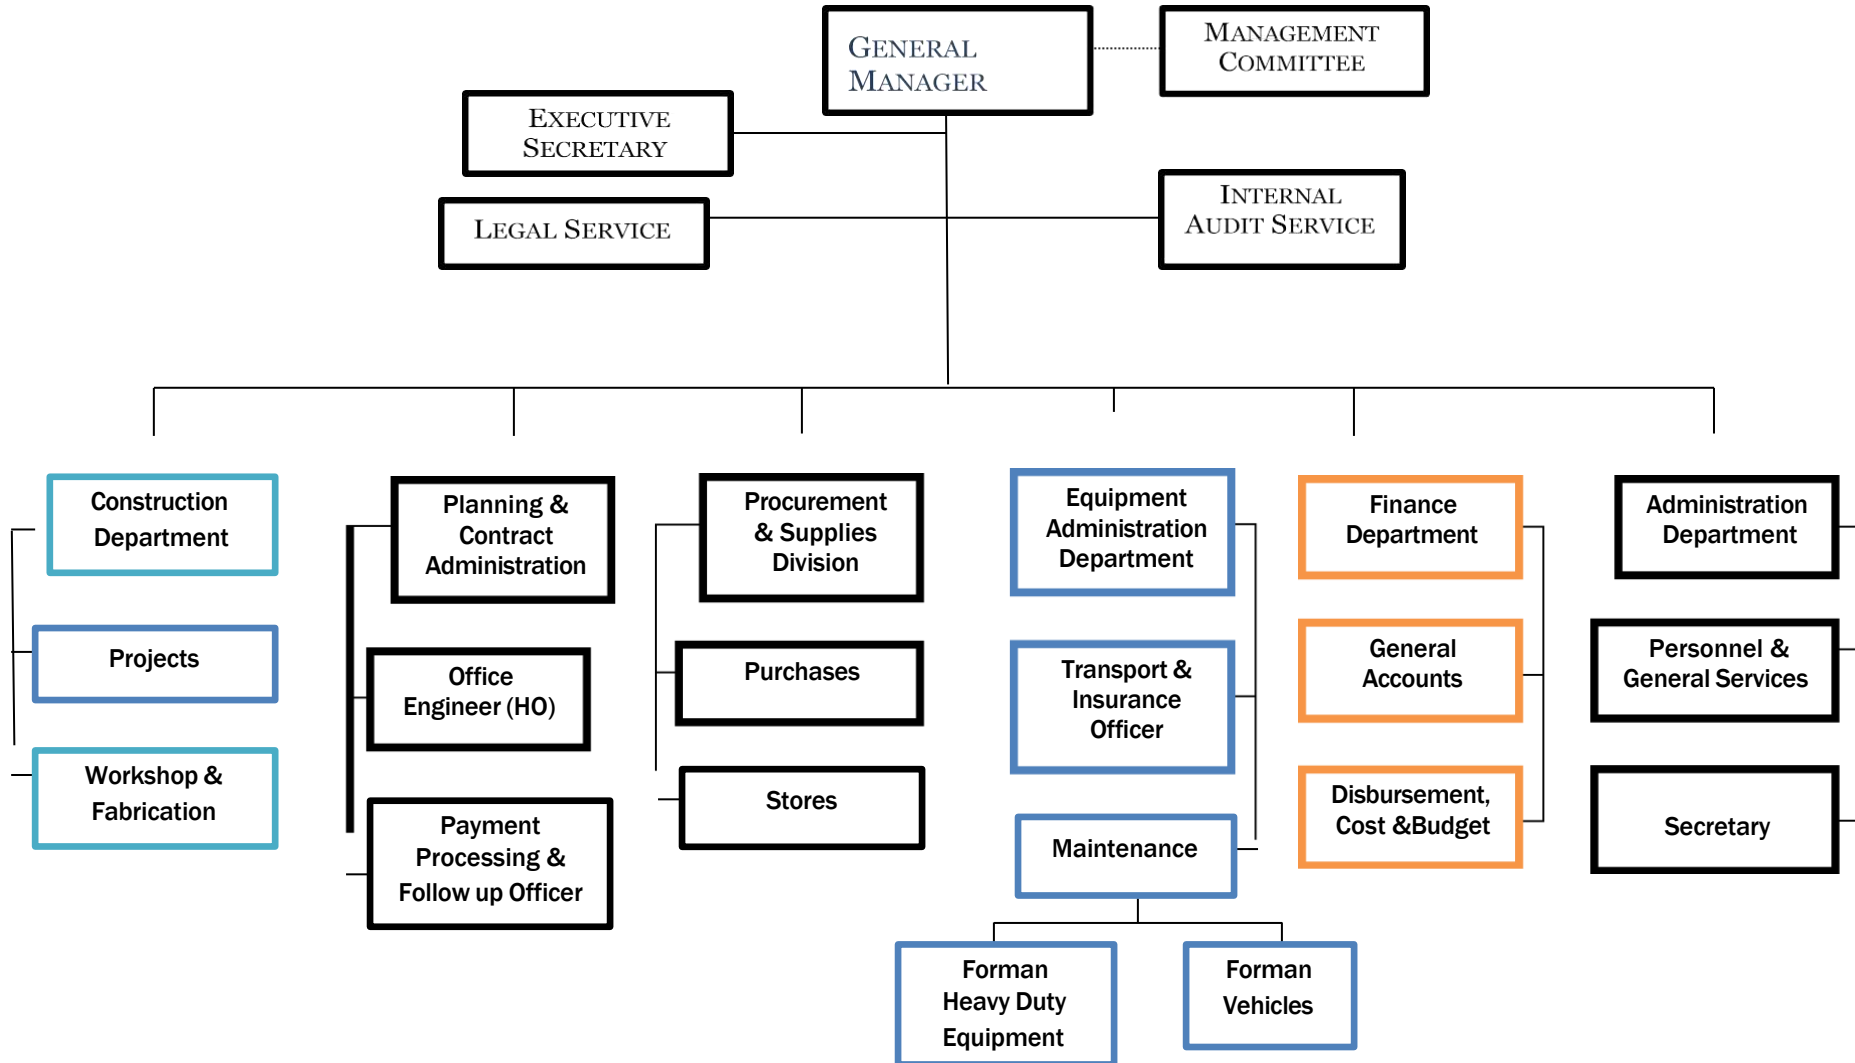 GENERAL
MANAGER
MANAGEMENT
COMMITTEE
EXECUTIVE
SECRETARY
LEGAL SERVICE
INTERNAL
AUDIT SERVICE
Construction
Department
Projects
Workshop &
Fabrication
Planning &
Contract
Administration
Office
Engineer (HO)
Payment
Processing &
Follow up Officer
Procurement
& Supplies
Division
Purchases
Stores
Equipment
Administration
Department
Transport &
Insurance
Officer
Maintenance
Forman
Heavy Duty
Equipment
Forman
Vehicles
Finance
Department
General
Accounts
Disbursement,
Cost &Budget
Administration
Department
Personnel &
General Services
Secretary